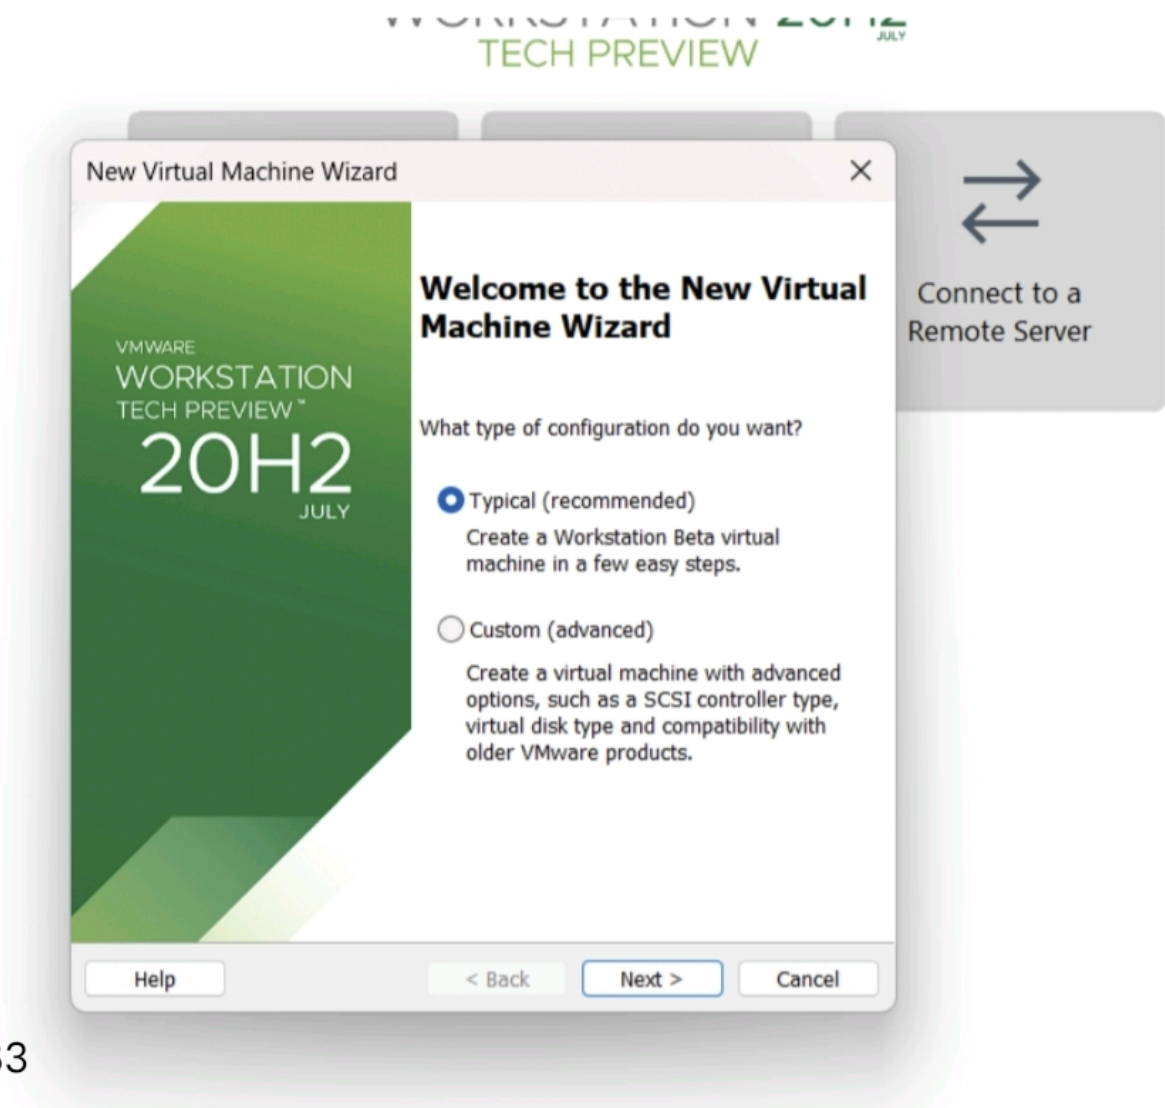 WORKSTATION 20H2
JULY
TECH PREVIEW
New Virtual Machine Wizard
VMWARE
WORKSTATION
TECH PREVIEW™
20H2
JULY
Welcome to the New Virtual
Machine Wizard
What type of configuration do you want?
Typical (recommended)
Create a Workstation Beta virtual
machine in a few easy steps.
Custom (advanced)
Create a virtual machine with advanced
options, such as a SCSI controller type,
virtual disk type and compatibility with
older VMware products.
Connect to a
Remote Server
Help
< Back
Next >
Cancel